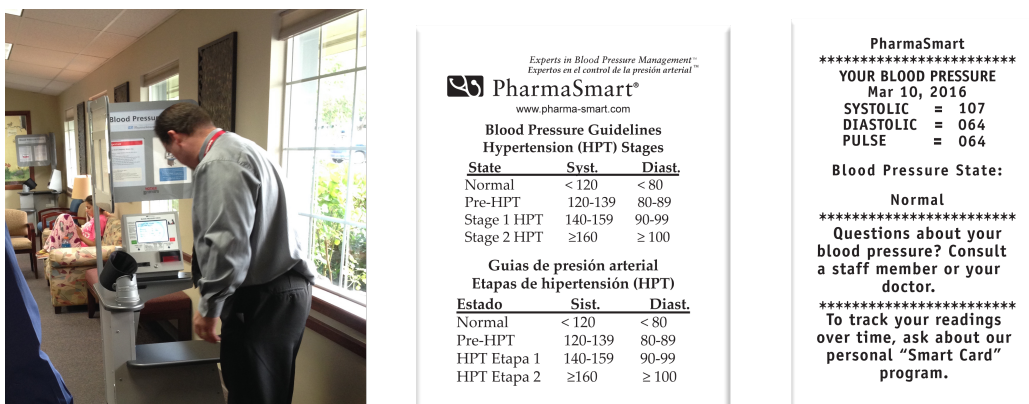 Blood Pressure
Experts in Blood Pressure Management™
Expertos en el control de la presión arterial™
PharmaSmart®
www.pharma-smart.com
Blood Pressure Guidelines
Hypertension (HPT) Stages
State Syst. Diast.
Normal < 120 < 80
Pre-HPT 120-139 80-89
Stage 1 HPT 140-159 90-99
Stage 2 HPT ≥160 ≥ 100
Guias de presión arterial
Etapas de hipertención (HPT)
Estado Sist. Diast.
Normal < 120 < 80
Pre-HPT 120-139 80-89
HPT Etapa 1 140-159 90-99
HPT Etapa 2 ≥160 ≥ 100
PharmaSmart
************************
YOUR BLOOD PRESSURE
Mar 10, 2016
SYSTOLIC = 107
DIASTOLIC = 064
PULSE = 064
Blood Pressure State:
Normal
************************
Questions about your
blood pressure? Consult
a staff member or your
doctor.
************************
To track your readings
over time, ask about our
personal “Smart Card”
program.